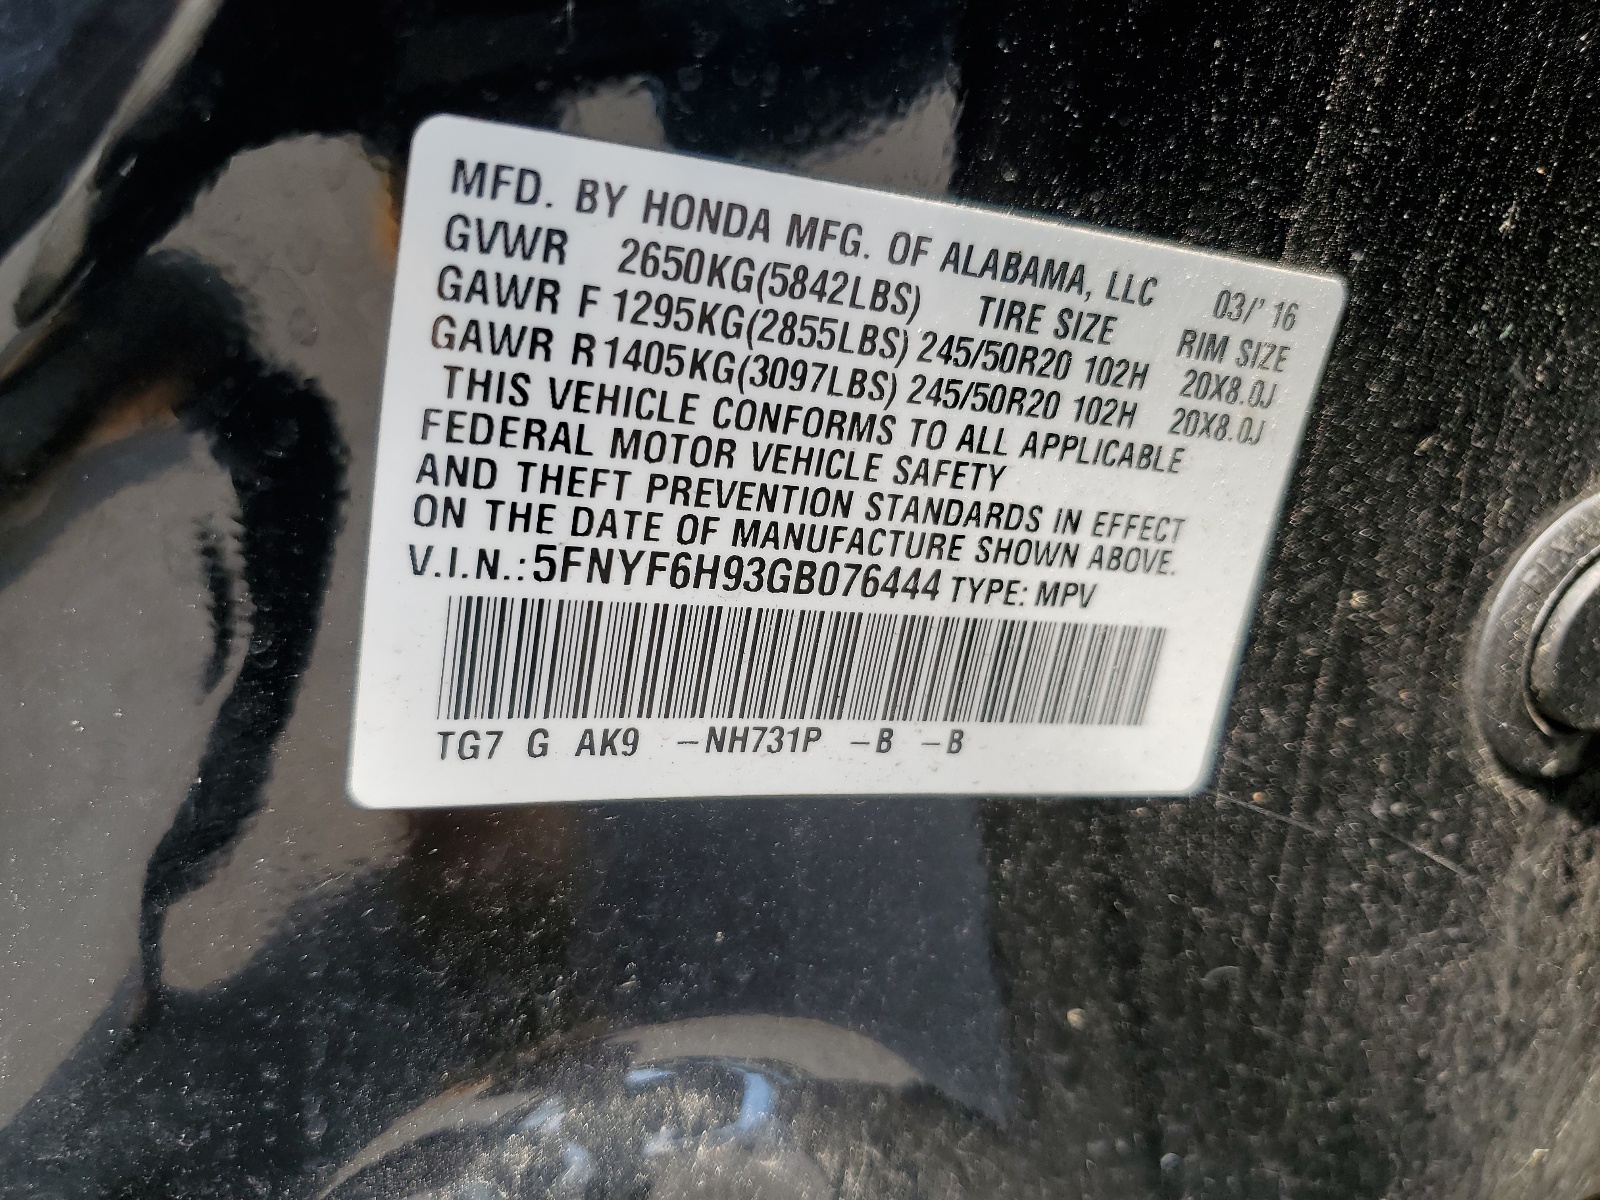 MFD. BY HONDA MFG. OF ALABAMA, LLC 03/' 16
GVWR 2650KG(5842LBS) TIRE SIZE RIM SIZE
GAWR F 1295KG(2855LBS) 245/50R20 102H 20X8.0J
GAWR R 1405KG(3097LBS) 245/50R20 102H 20X8.0J
THIS VEHICLE CONFORMS TO ALL APPLICABLE
FEDERAL MOTOR VEHICLE SAFETY
AND THEFT PREVENTION STANDARDS IN EFFECT
ON THE DATE OF MANUFACTURE SHOWN ABOVE.
V.I.N.: 5FNYF6H93GB076444 TYPE: MPV
TG7 G AK9 –NH731P –B –B